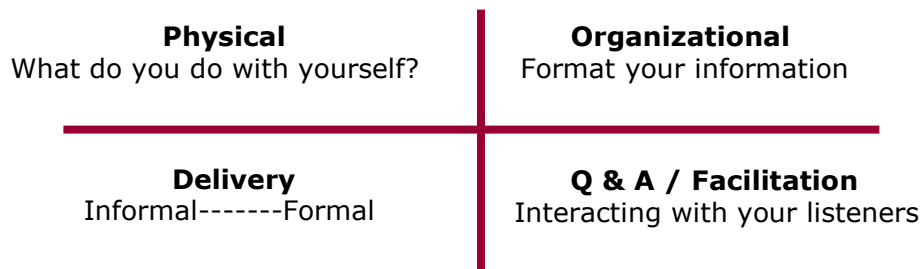 Physical
What do you do with yourself?
Organizational
Format your information
Delivery
Informal-------Formal
Q & A / Facilitation
Interacting with your listeners